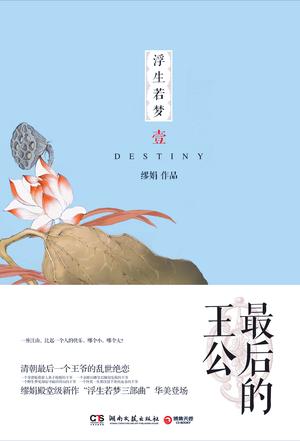 浮生若梦
壹
DESTINY
缪娟 作品
最后的
王公
一座江山，比起一个人的快乐，哪个小，哪个大？
清朝最后一个王爷的乱世绝恋
缪娟殿堂级新作“浮生若梦三部曲”华美登场
湖南文艺出版社
博集天卷